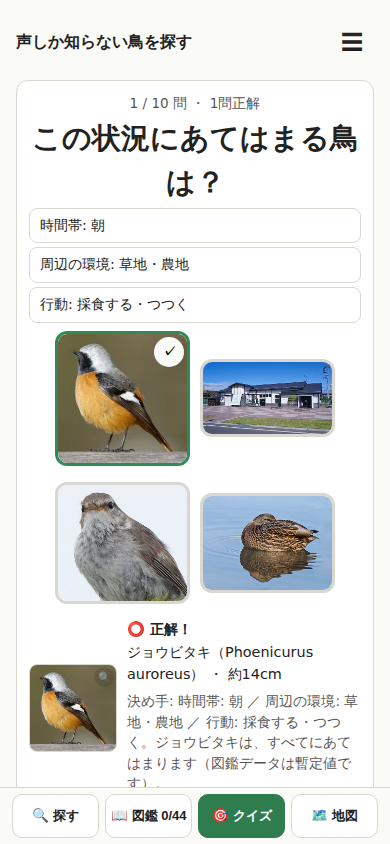 声しか知らない鳥を探す
☰
1 / 10 問 ・ 1問正解
この状況にあてはまる鳥
は？
時間帯: 朝
周辺の環境: 草地・農地
行動: 採食する・つつく
✓
⭕ 正解！
ジョウビタキ（Phoenicurus
auroreus） ・ 約14cm
決め手: 時間帯: 朝 ／ 周辺の環境: 草
地・農地 ／ 行動: 採食する・つつ
く。ジョウビタキは、すべてにあて
はまります（図鑑データは暫定値で
す）。
🔍 探す
📖 図鑑 0/44
🎯 クイズ
🗺️ 地図